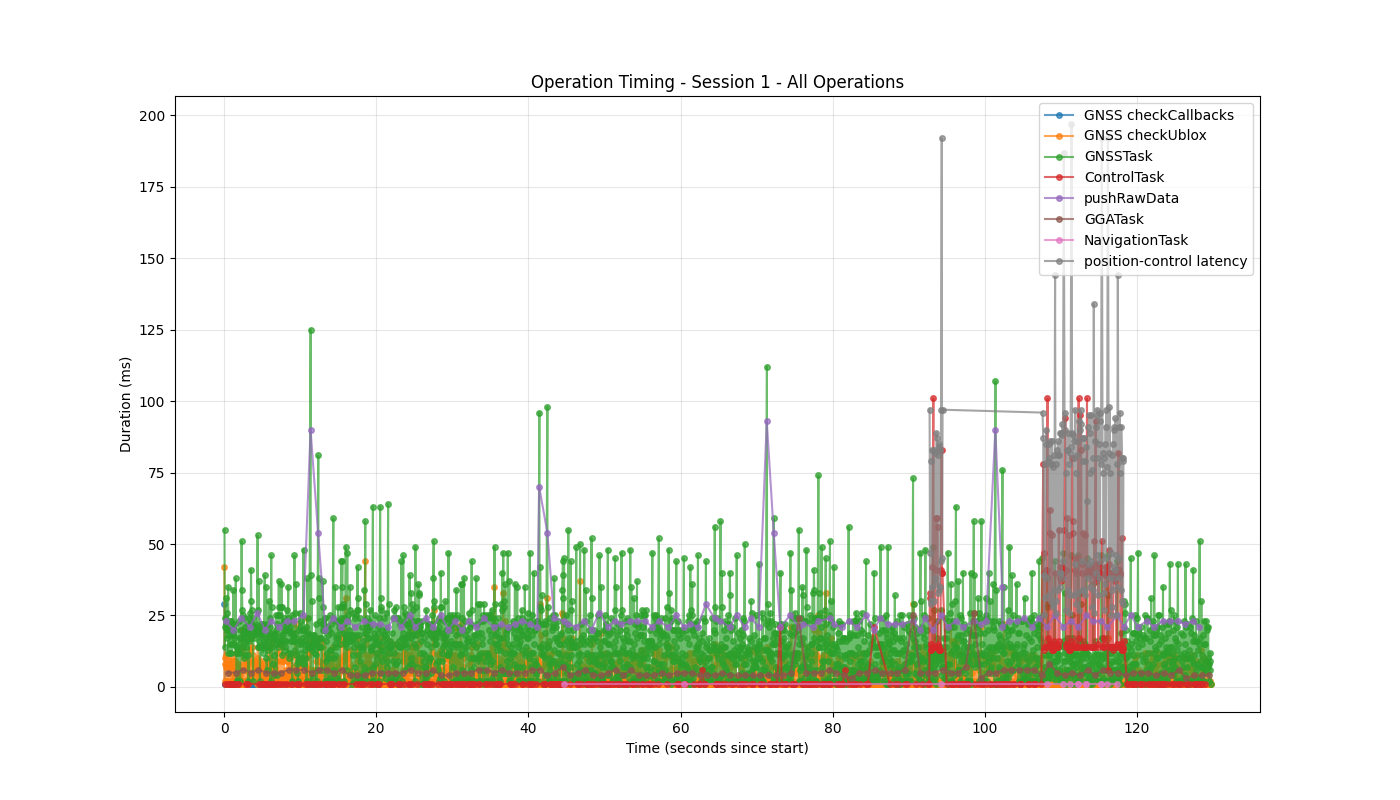 Operation Timing - Session 1 - All Operations
200
175
150
125
100
75
50
25
0
Duration (ms)
GNSS checkCallbacks
GNSS checkUblox
GNSSTask
ControlTask
pushRawData
GGATask
NavigationTask
position-control latency
0 20 40 60 80 100 120
Time (seconds since start)